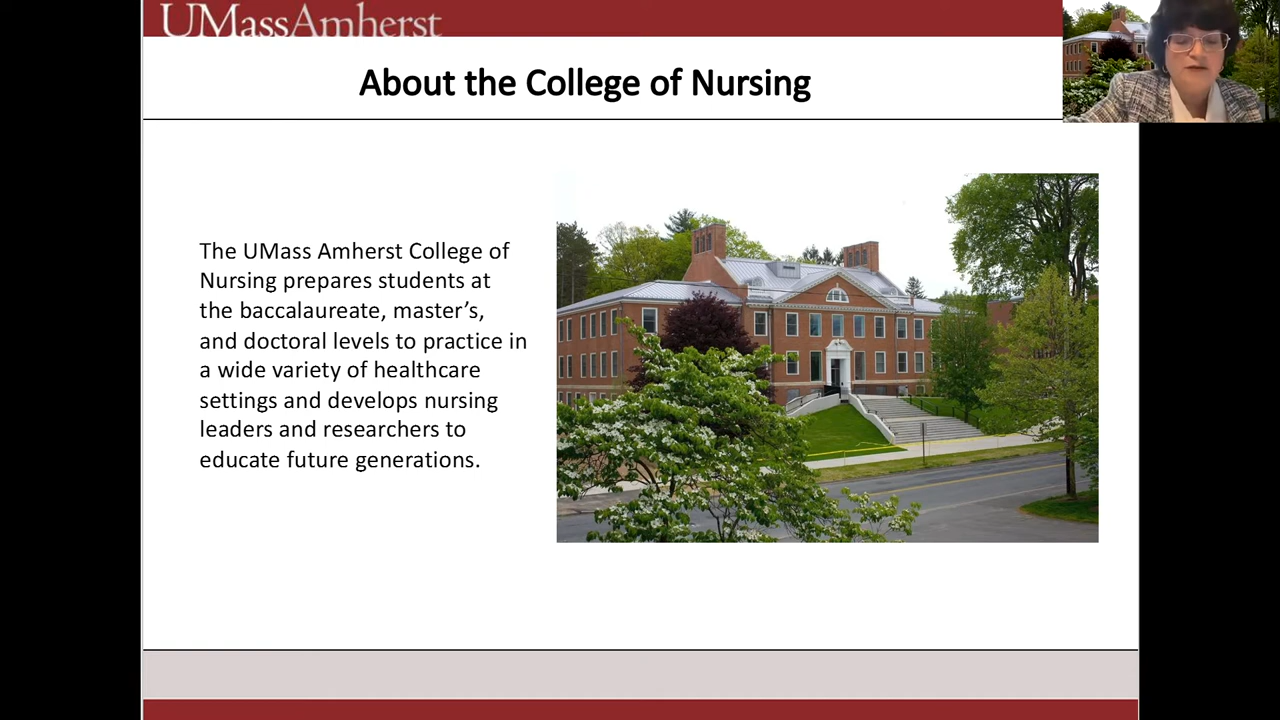 UMassAmherst
About the College of Nursing
The UMass Amherst College of
Nursing prepares students at
the baccalaureate, master’s,
and doctoral levels to practice in
a wide variety of healthcare
settings and develops nursing
leaders and researchers to
educate future generations.